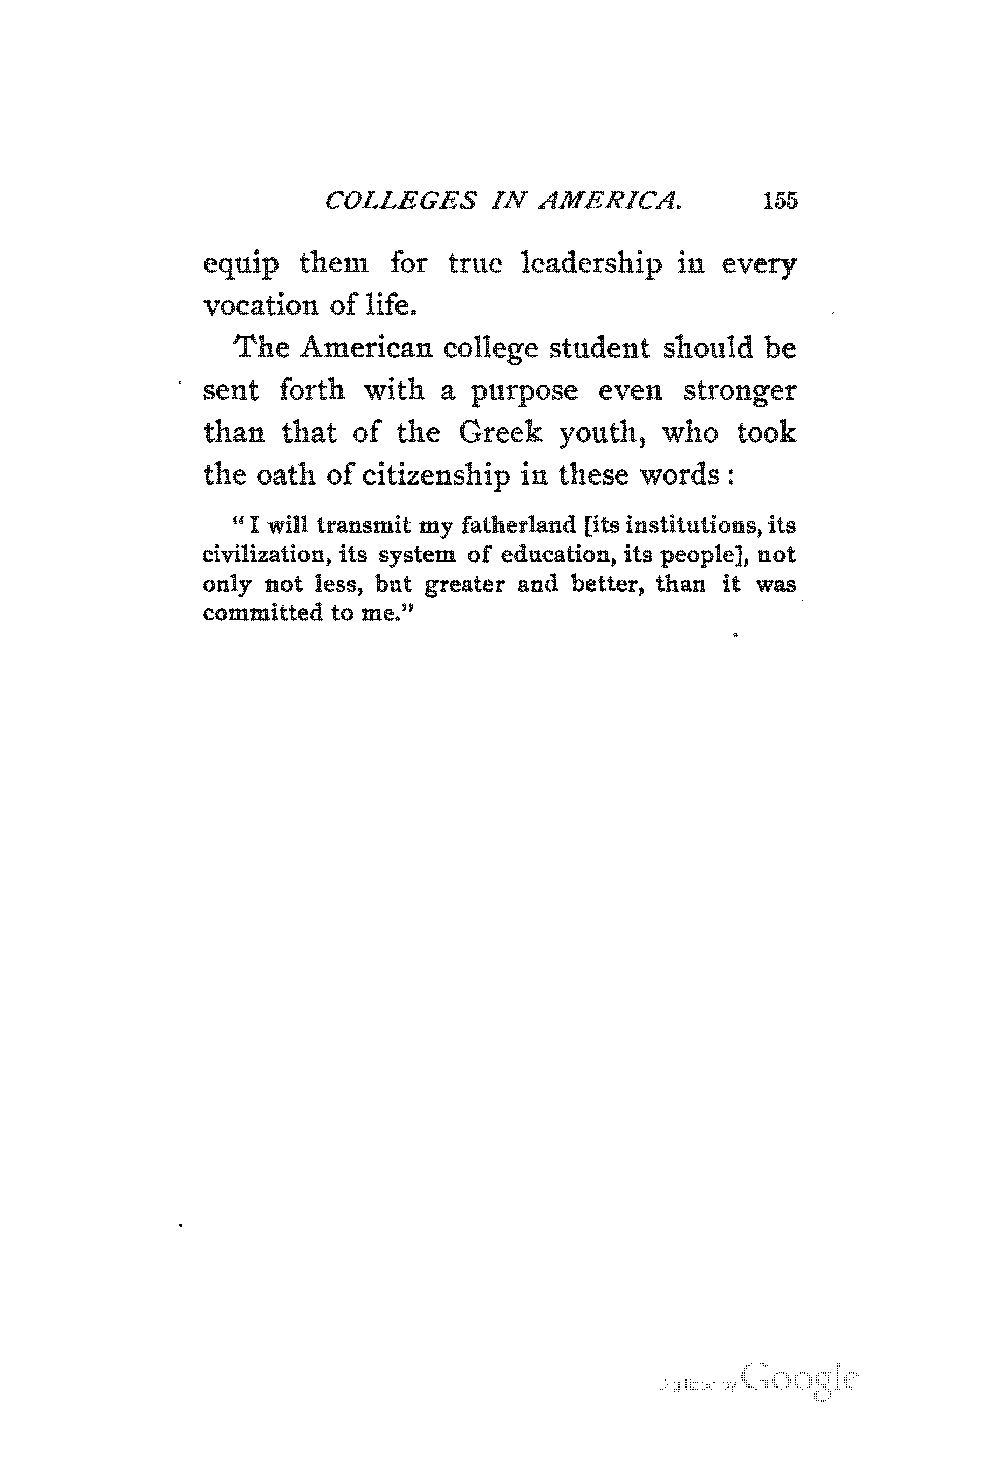 COLLEGES IN AMERICA. 155
equip them for true leadership in every
vocation of life.
The American college student should be
sent forth with a purpose even stronger
than that of the Greek youth, who took
the oath of citizenship in these words :
“I will transmit my fatherland [its institutions, its
civilization, its system of education, its people], not
only not less, but greater and better, than it was
committed to me.”
Digitized by Google